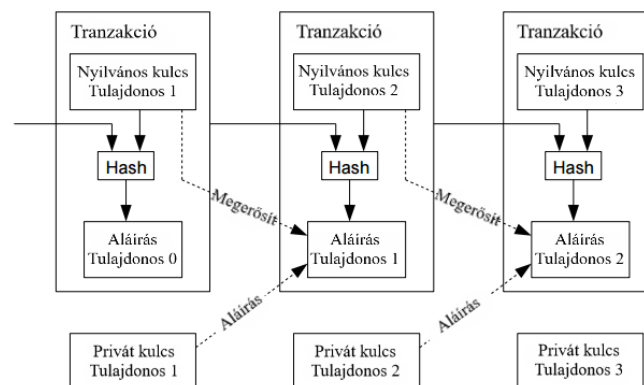 Tranzakció
Nyilvános kulcs
Tulajdonos 1
Hash
Aláírás
Tulajdonos 0
Tranzakció
Nyilvános kulcs
Tulajdonos 2
Hash
Megerősít
Aláírás
Tulajdonos 1
Tranzakció
Nyilvános kulcs
Tulajdonos 3
Hash
Megerősít
Aláírás
Tulajdonos 2
Privát kulcs
Tulajdonos 1
Aláírás
Privát kulcs
Tulajdonos 2
Aláírás
Privát kulcs
Tulajdonos 3